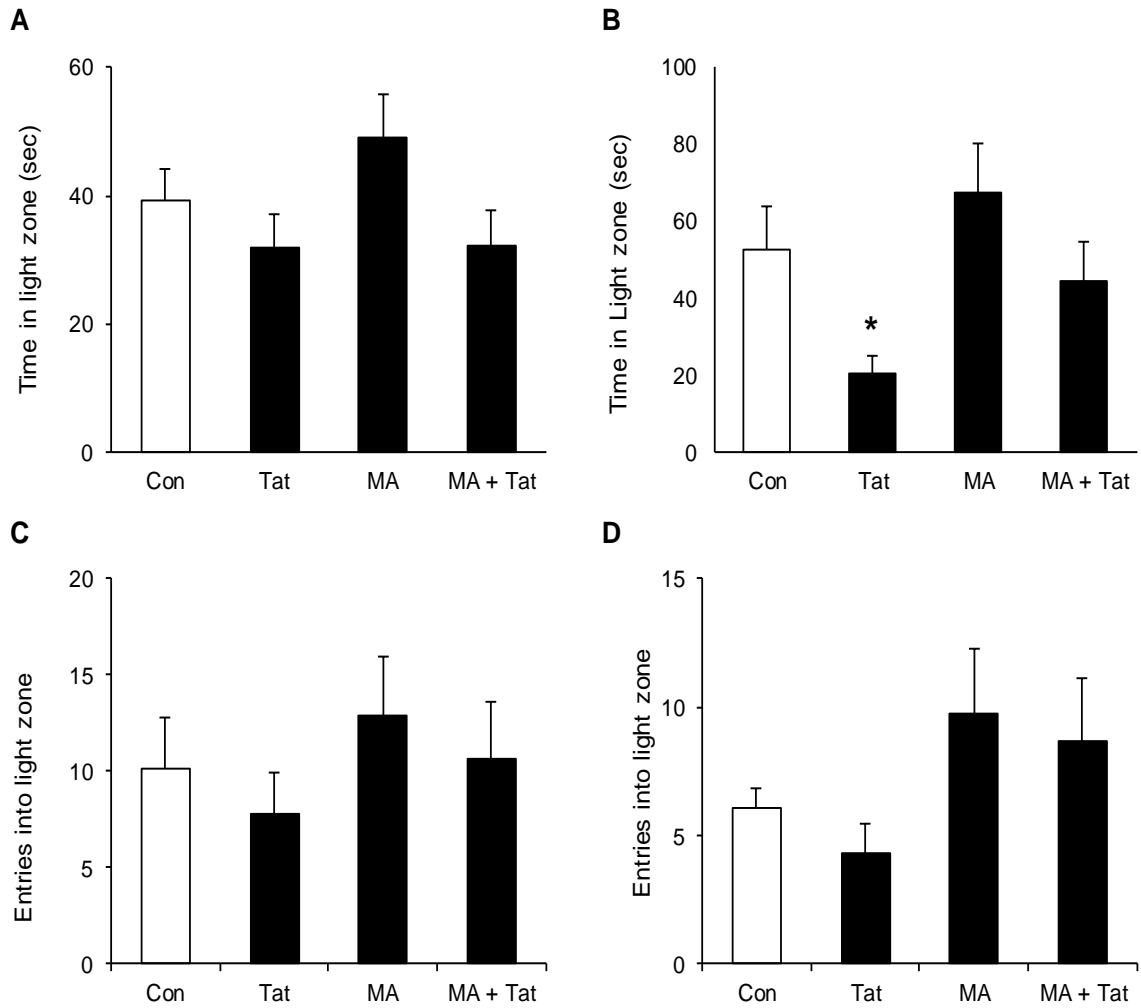 A
Time in light zone (sec)
60
40
20
0
Con Tat MA MA + Tat
B
Time in Light zone (sec)
100
80
60
40
20
0
*
Con Tat MA MA + Tat
C
Entries into light zone
20
15
10
5
0
Con Tat MA MA + Tat
D
Entries into light zone
15
10
5
0
Con Tat MA MA + Tat